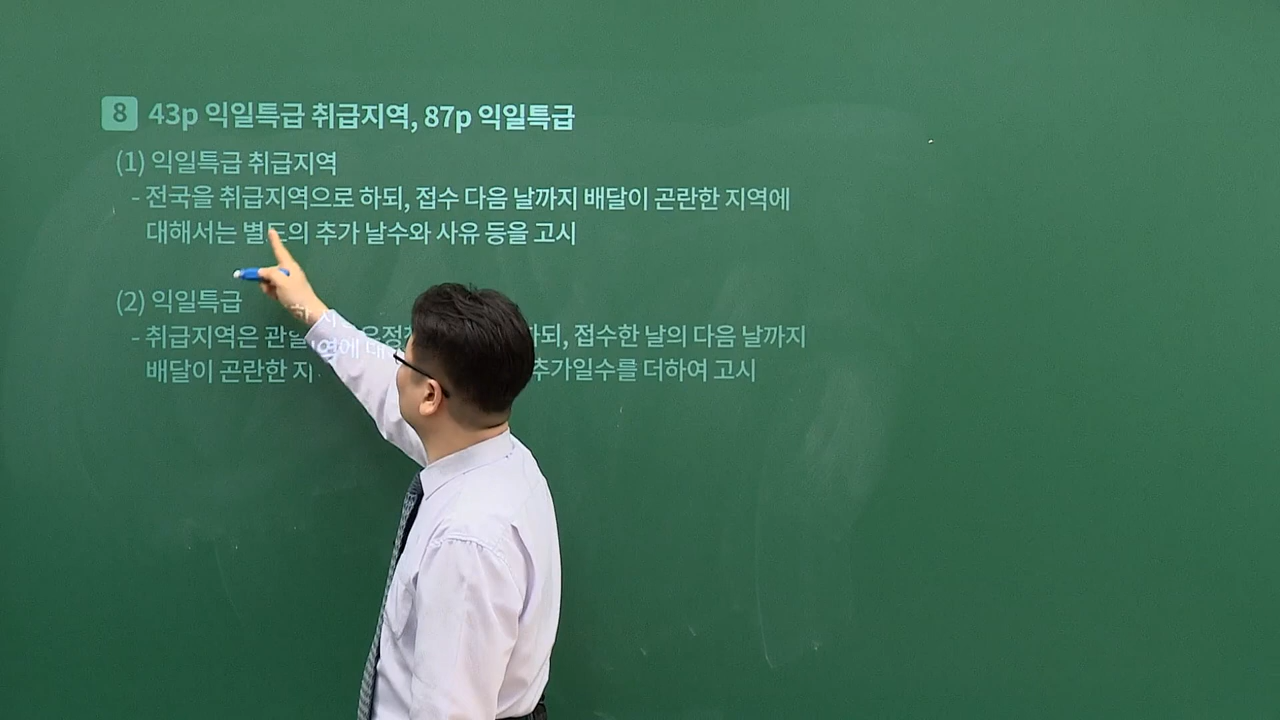 8 43p 익일특급 취급지역, 87p 익일특급
(1) 익일특급 취급지역
- 전국을 취급지역으로 하되, 접수 다음 날까지 배달이 곤란한 지역에
대해서는 별도의 추가 날수와 사유 등을 고시
(2) 익일특급
- 취급지역은 하되, 접수한 날의 다음 날까지
배달이 곤란한 추가일수를 더하여 고시